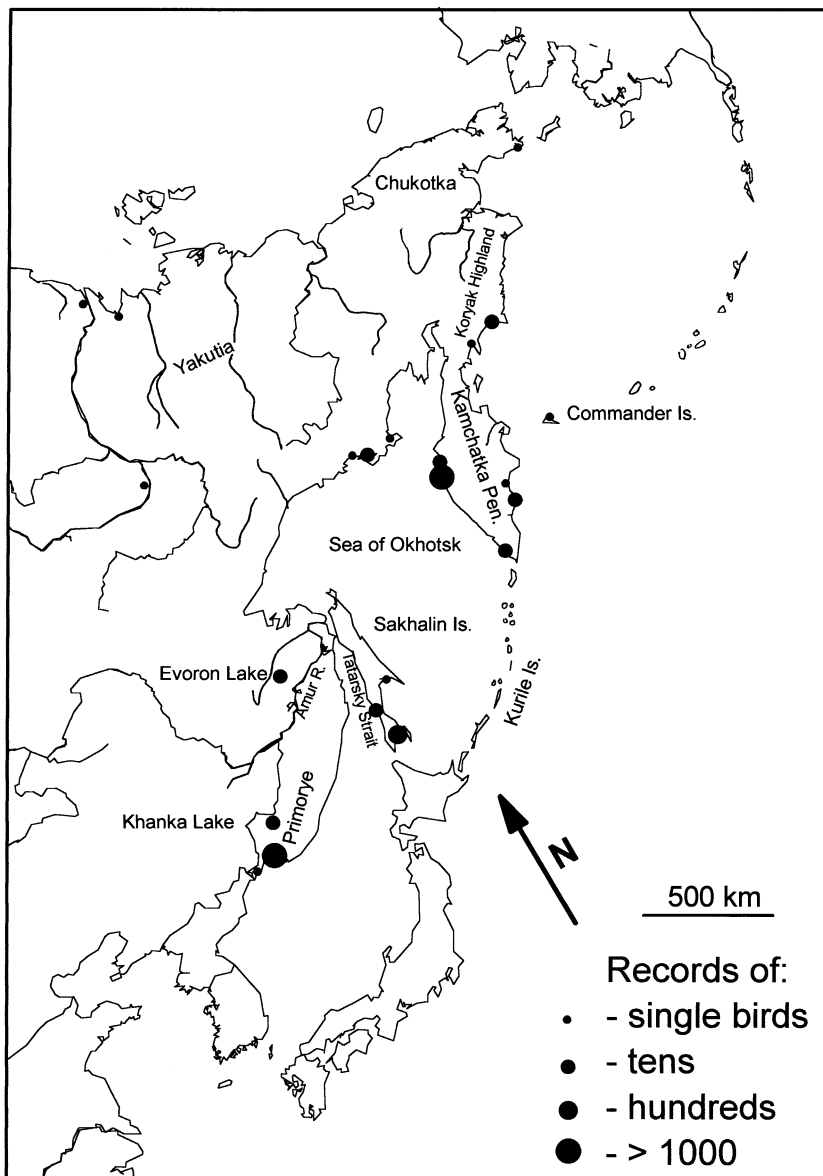 Chukotka
Koryak Highland
Yakutia
Kamchatka Pen.
Commander Is.
Sea of Okhotsk
Sakhalin Is.
Evoron Lake
Amur R.
Tatarsky Strait
Kurile Is.
Khanka Lake
Primorye
N
500 km
Records of:
- single birds
- tens
- hundreds
- > 1000